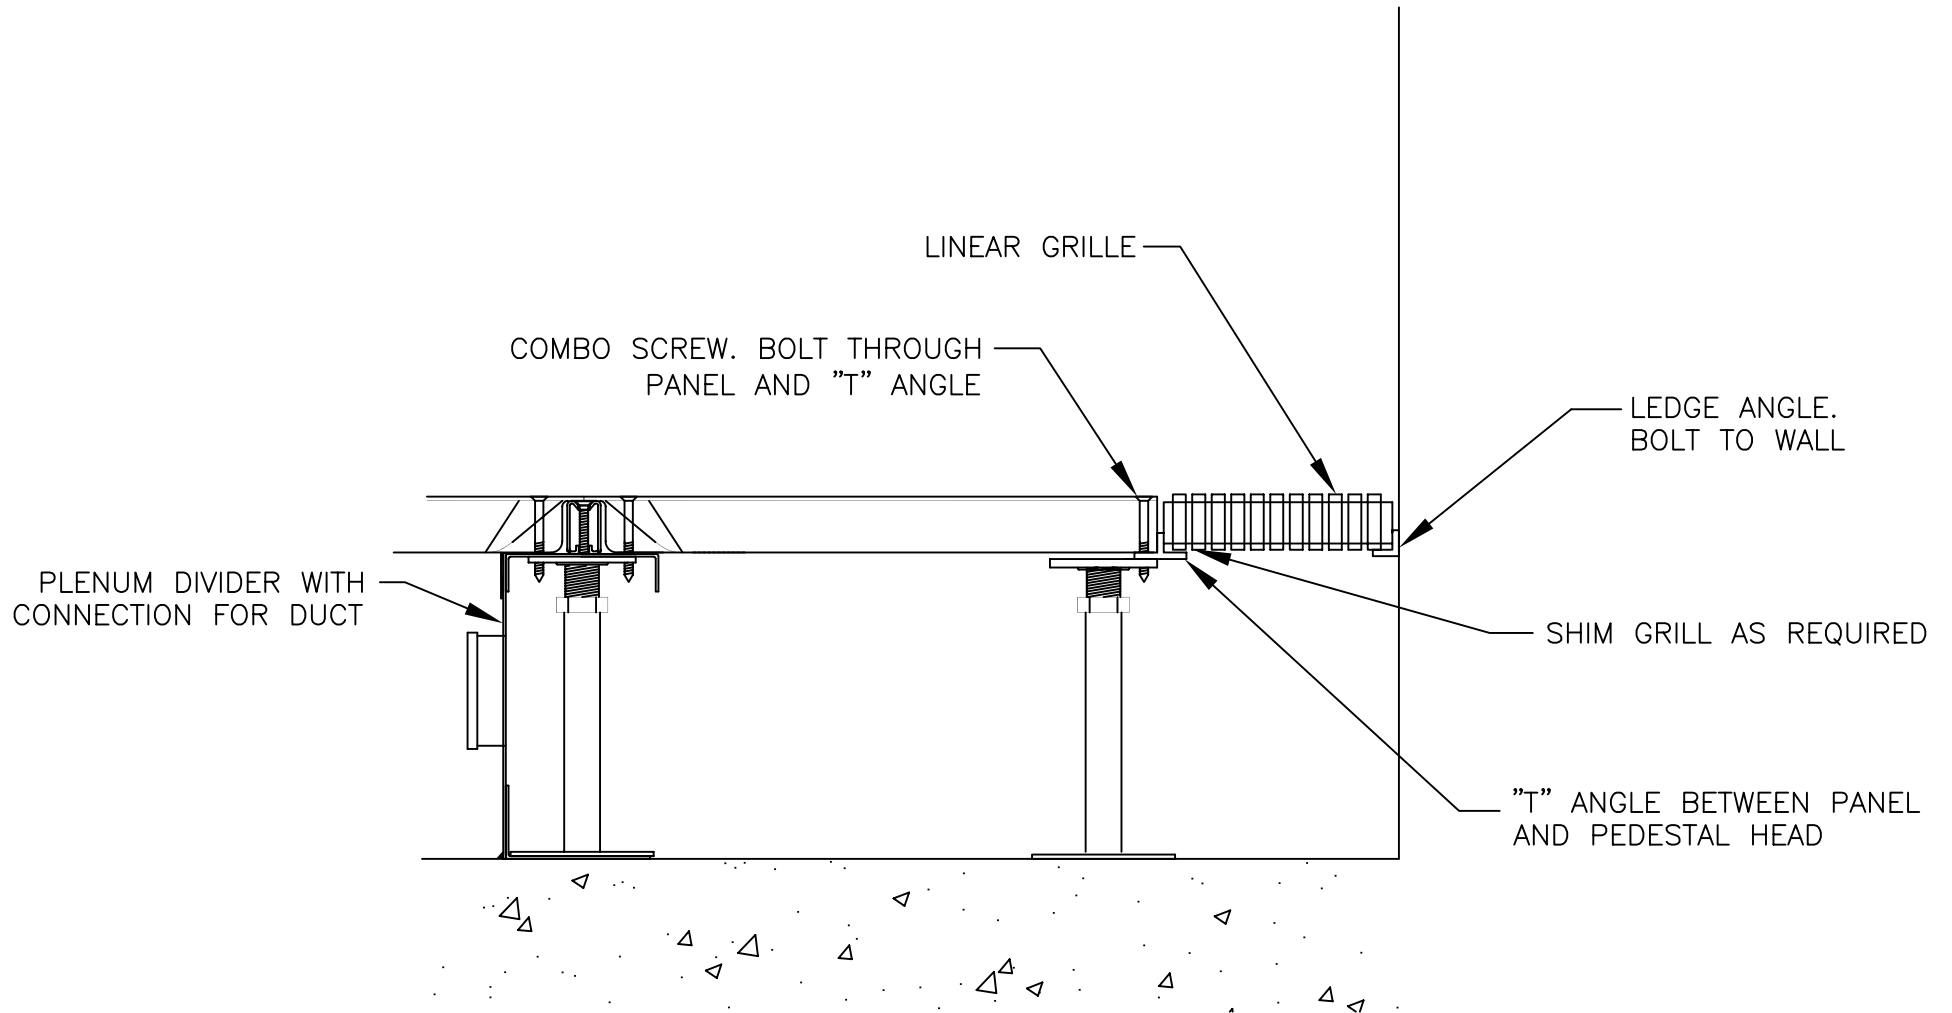 LINEAR GRILLE
COMBO SCREW. BOLT THROUGH
PANEL AND "T" ANGLE
LEDGE ANGLE.
BOLT TO WALL
PLENUM DIVIDER WITH
CONNECTION FOR DUCT
SHIM GRILL AS REQUIRED
"T" ANGLE BETWEEN PANEL
AND PEDESTAL HEAD